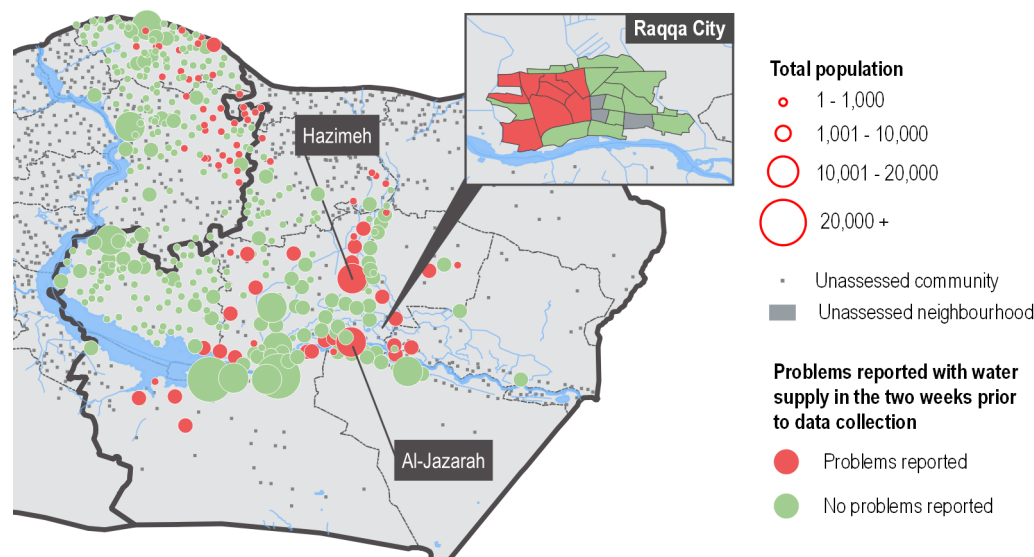 Raqqa City
Hazimeh
Al-Jazarah
Total population
1 - 1,000
1,001 - 10,000
10,001 - 20,000
20,000 +
Unassessed community
Unassessed neighbourhood
Problems reported with water
supply in the two weeks prior
to data collection
Problems reported
No problems reported